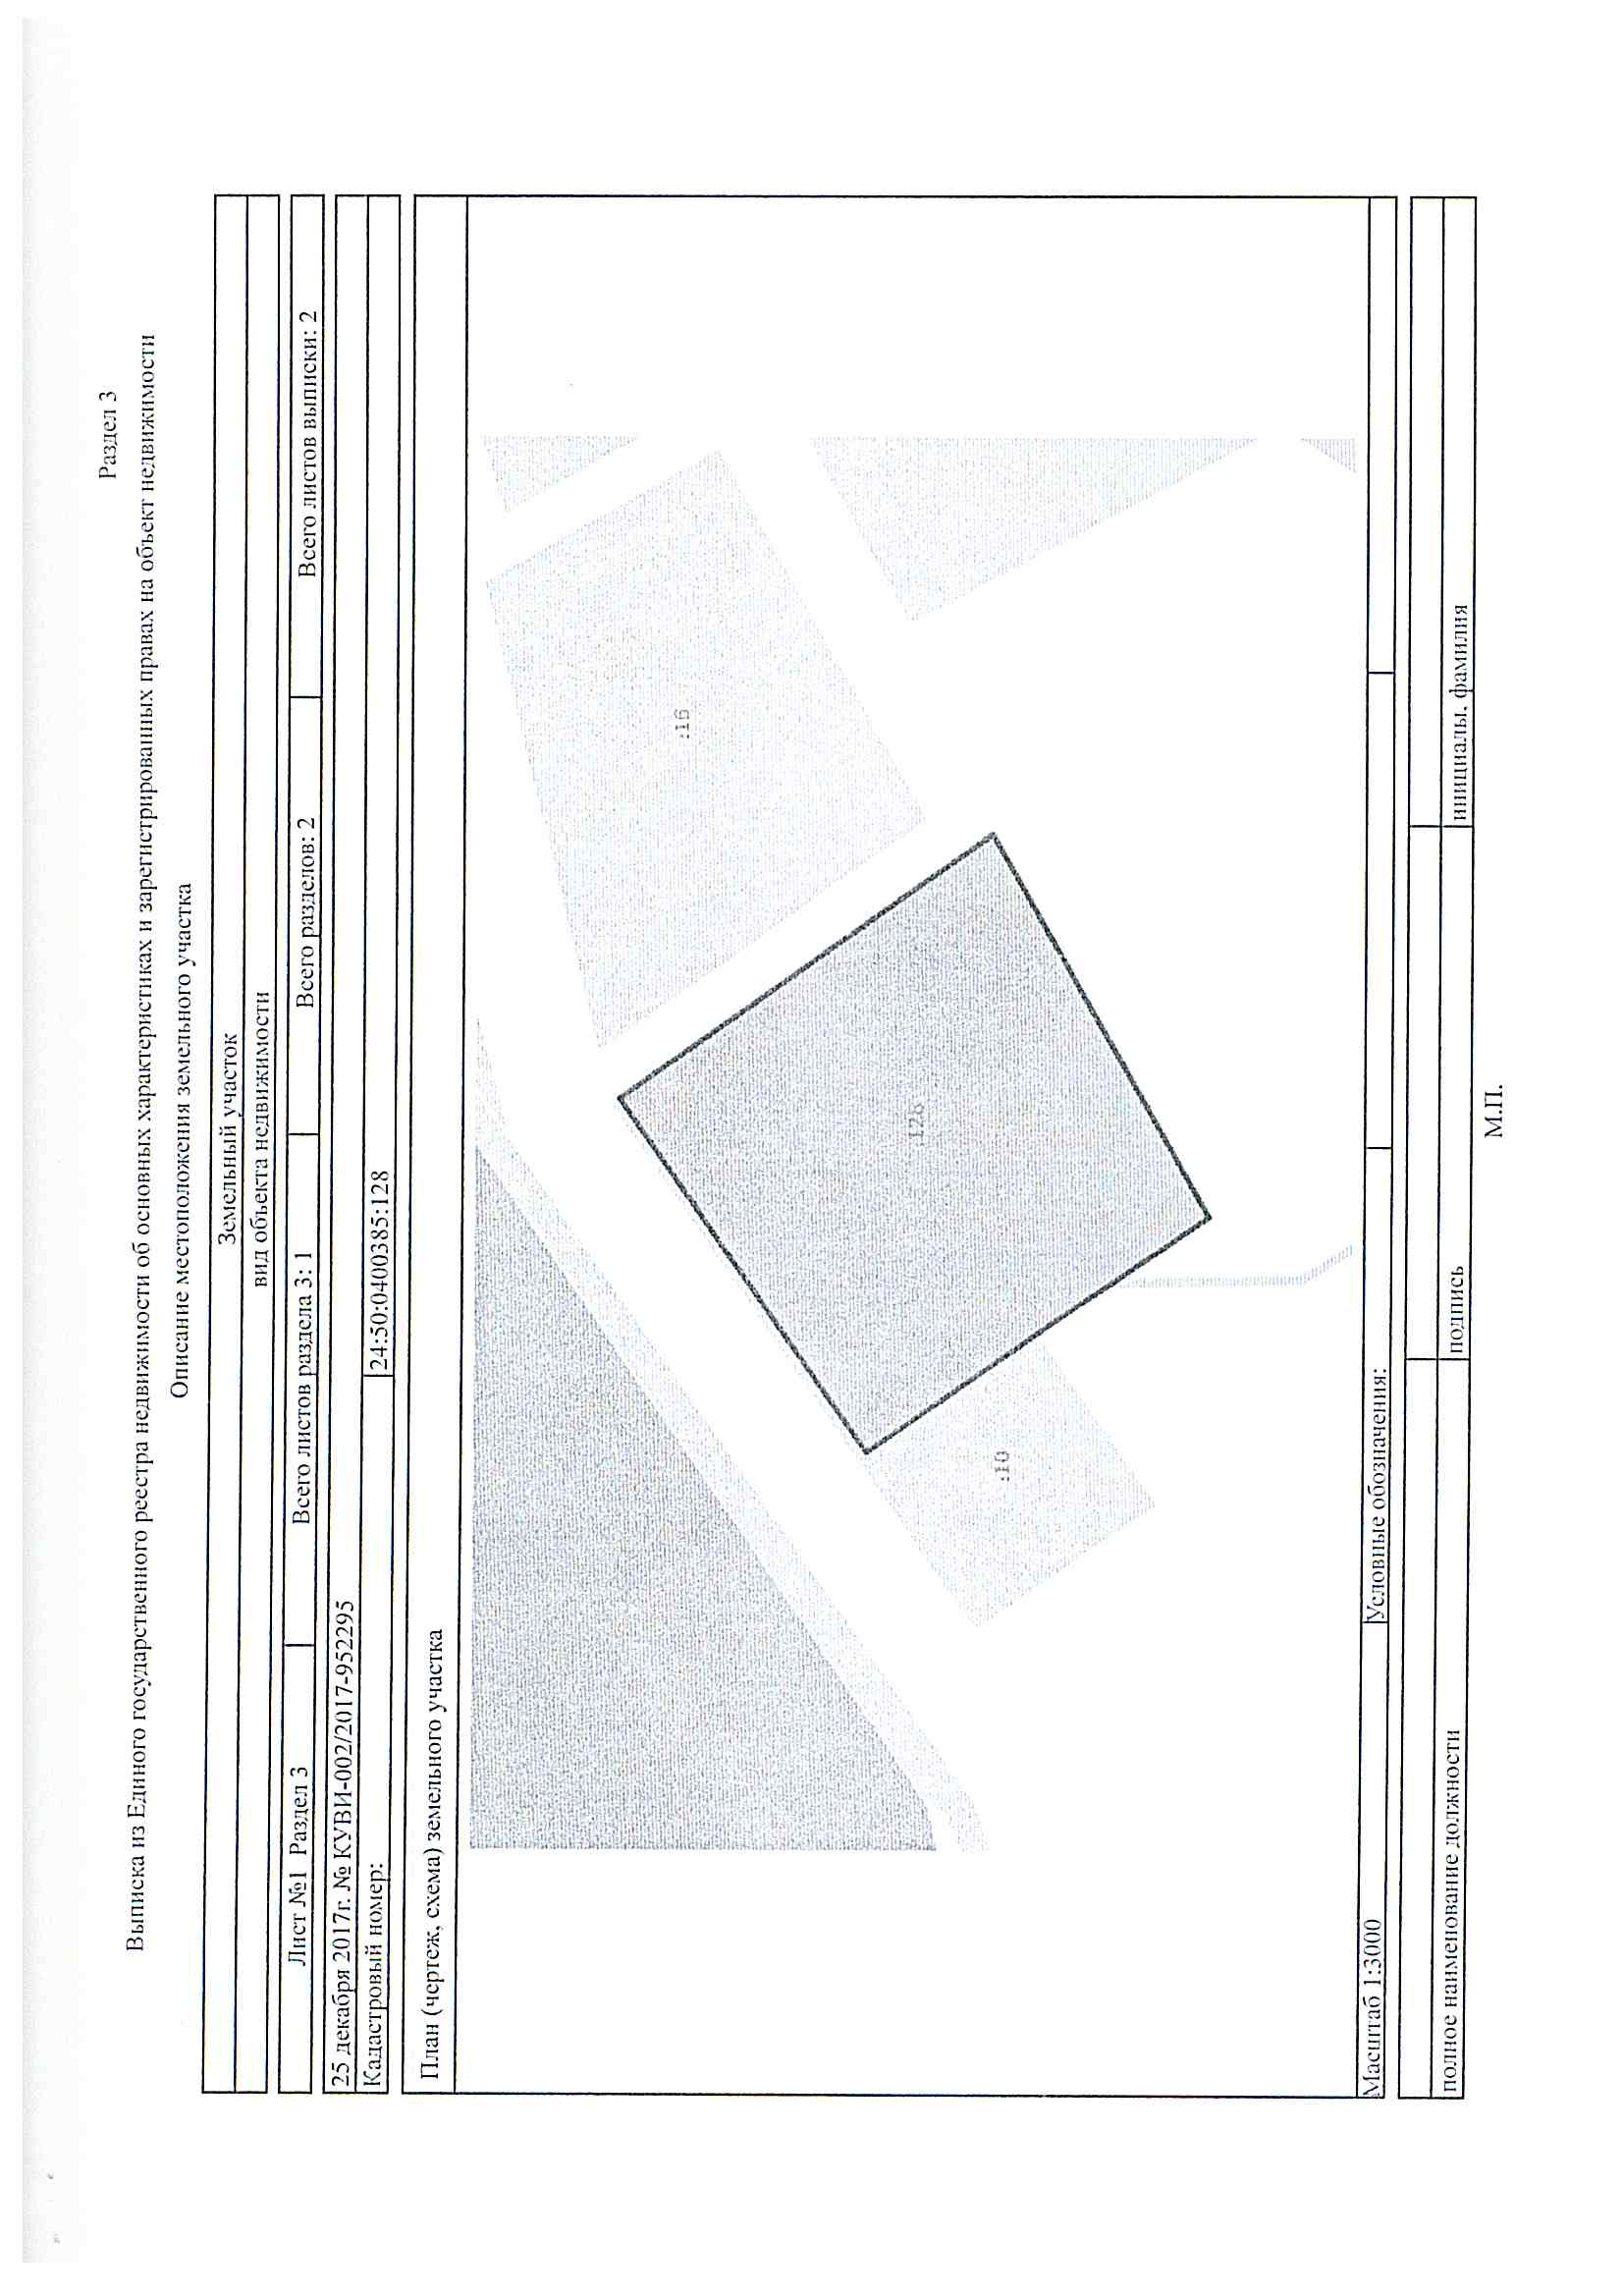 Раздел 3
Выписка из Единого государственного реестра недвижимости об основных характеристиках и зарегистрированных правах на объект недвижимости
Описание местоположения земельного участка
Земельный участок
вид объекта недвижимости
Лист №1 Раздел 3 Всего листов раздела 3: 1 Всего разделов: 2 Всего листов выписки: 2
25 декабря 2017г. № КУВИ-002/2017-952295
Кадастровый номер: 24:50:0400385:128
План (чертеж, схема) земельного участка
:16
:128
:10
Масштаб 1:3000 Условные обозначения:
полное наименование должности подпись инициалы, фамилия
М.П.